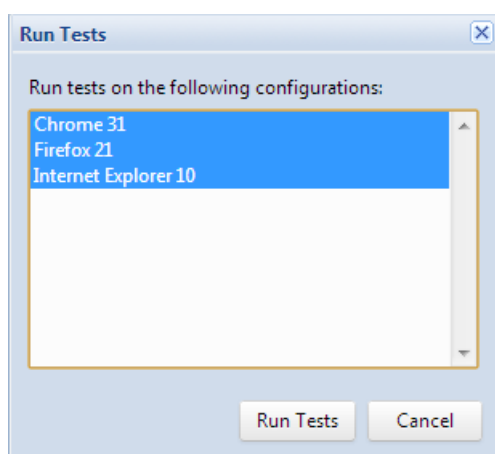 Run Tests
Run tests on the following configurations:
Chrome 31
Firefox 21
Internet Explorer 10
Run Tests
Cancel